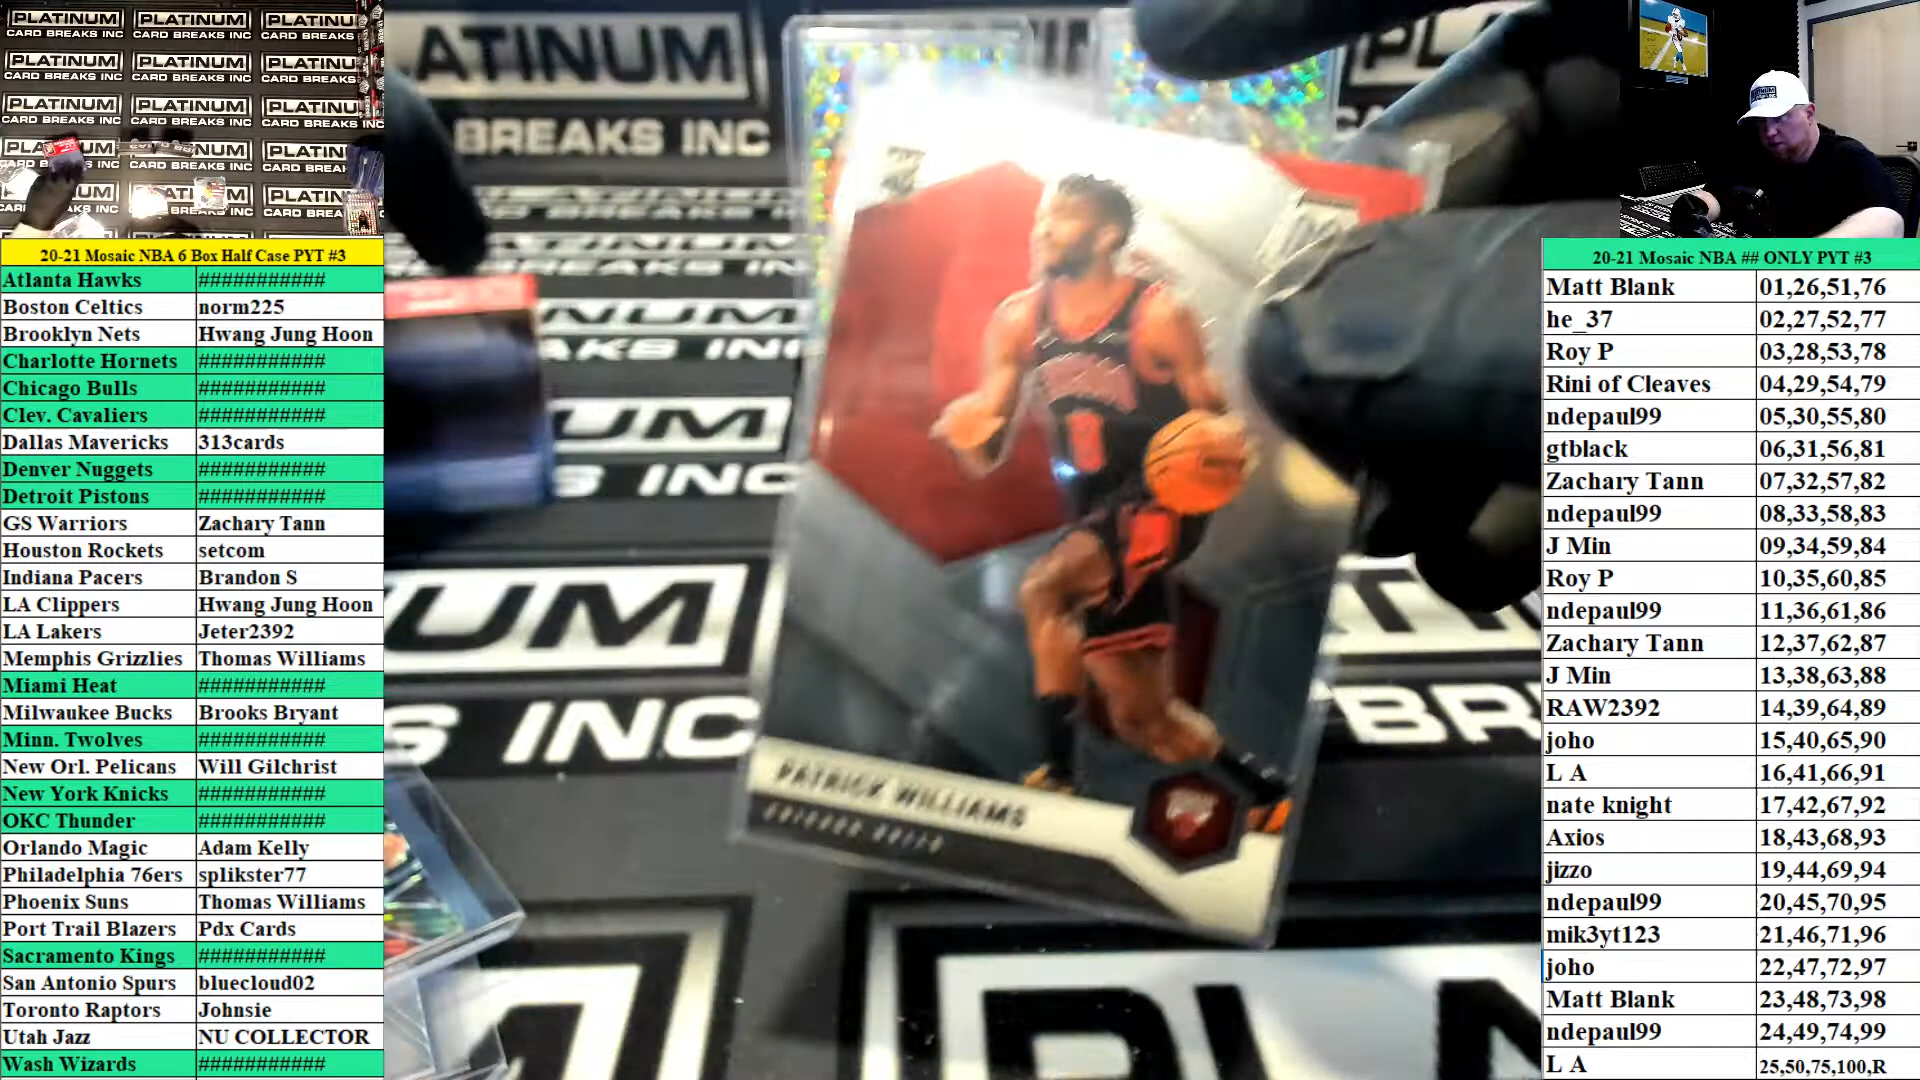 20-21 Mosaic NBA 6 Box Half Case PYT #3
Atlanta Hawks ###########
Boston Celtics norm225
Brooklyn Nets Hwang Jung Hoon
Charlotte Hornets ###########
Chicago Bulls ###########
Clev. Cavaliers ###########
Dallas Mavericks 313cards
Denver Nuggets ###########
Detroit Pistons ###########
GS Warriors Zachary Tann
Houston Rockets setcom
Indiana Pacers Brandon S
LA Clippers Hwang Jung Hoon
LA Lakers Jeter2392
Memphis Grizzlies Thomas Williams
Miami Heat ###########
Milwaukee Bucks Brooks Bryant
Minn. Twolves ###########
New Orl. Pelicans Will Gilchrist
New York Knicks ###########
OKC Thunder ###########
Orlando Magic Adam Kelly
Philadelphia 76ers splikster77
Phoenix Suns Thomas Williams
Port Trail Blazers Pdx Cards
Sacramento Kings ###########
San Antonio Spurs bluecloud02
Toronto Raptors Johnsie
Utah Jazz NU COLLECTOR
Wash Wizards ###########
PLATINUM
CARD BREAKS INC
PATRICK WILLIAMS
CHICAGO BULLS
20-21 Mosaic NBA ## ONLY PYT #3
Matt Blank 01,26,51,76
he_37 02,27,52,77
Roy P 03,28,53,78
Rini of Cleaves 04,29,54,79
ndepaul99 05,30,55,80
gtblack 06,31,56,81
Zachary Tann 07,32,57,82
ndepaul99 08,33,58,83
J Min 09,34,59,84
Roy P 10,35,60,85
ndepaul99 11,36,61,86
Zachary Tann 12,37,62,87
J Min 13,38,63,88
RAW2392 14,39,64,89
joho 15,40,65,90
L A 16,41,66,91
nate knight 17,42,67,92
Axios 18,43,68,93
jizzo 19,44,69,94
ndepaul99 20,45,70,95
mik3yt123 21,46,71,96
joho 22,47,72,97
Matt Blank 23,48,73,98
ndepaul99 24,49,74,99
L A 25,50,75,100,R